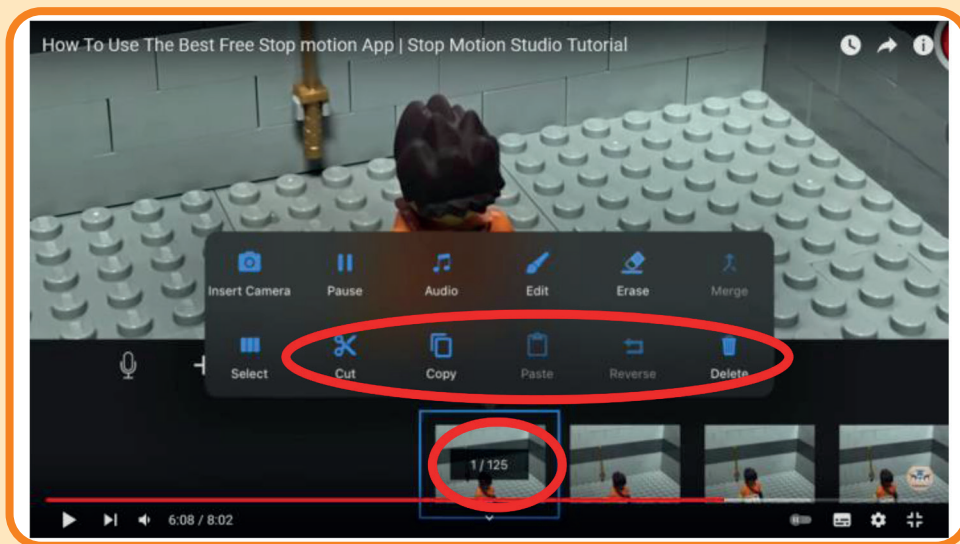 How To Use The Best Free Stop motion App | Stop Motion Studio Tutorial
Insert Camera Pause Audio Edit Erase Merge
Select Cut Copy Paste Reverse Delete
1 / 125
6:08 / 8:02